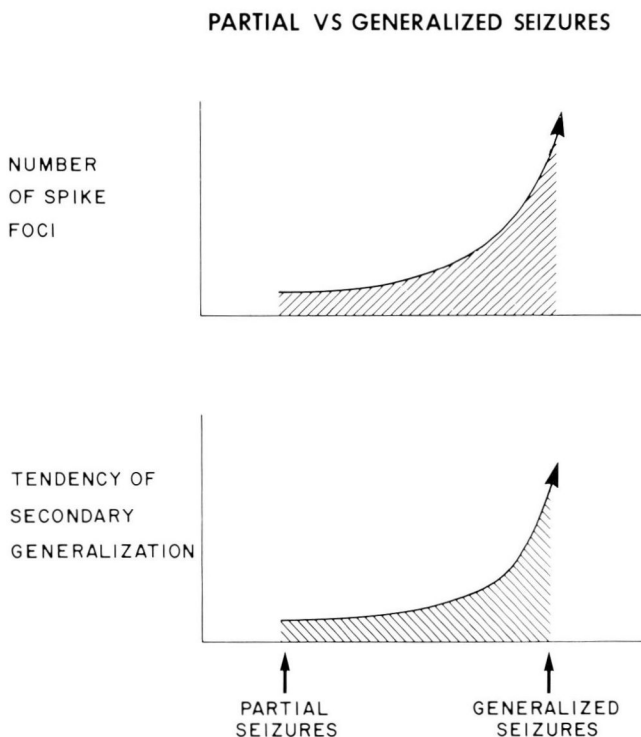 PARTIAL VS GENERALIZED SEIZURES
NUMBER
OF SPIKE
FOCI
TENDENCY OF
SECONDARY
GENERALIZATION
PARTIAL
SEIZURES
GENERALIZED
SEIZURES